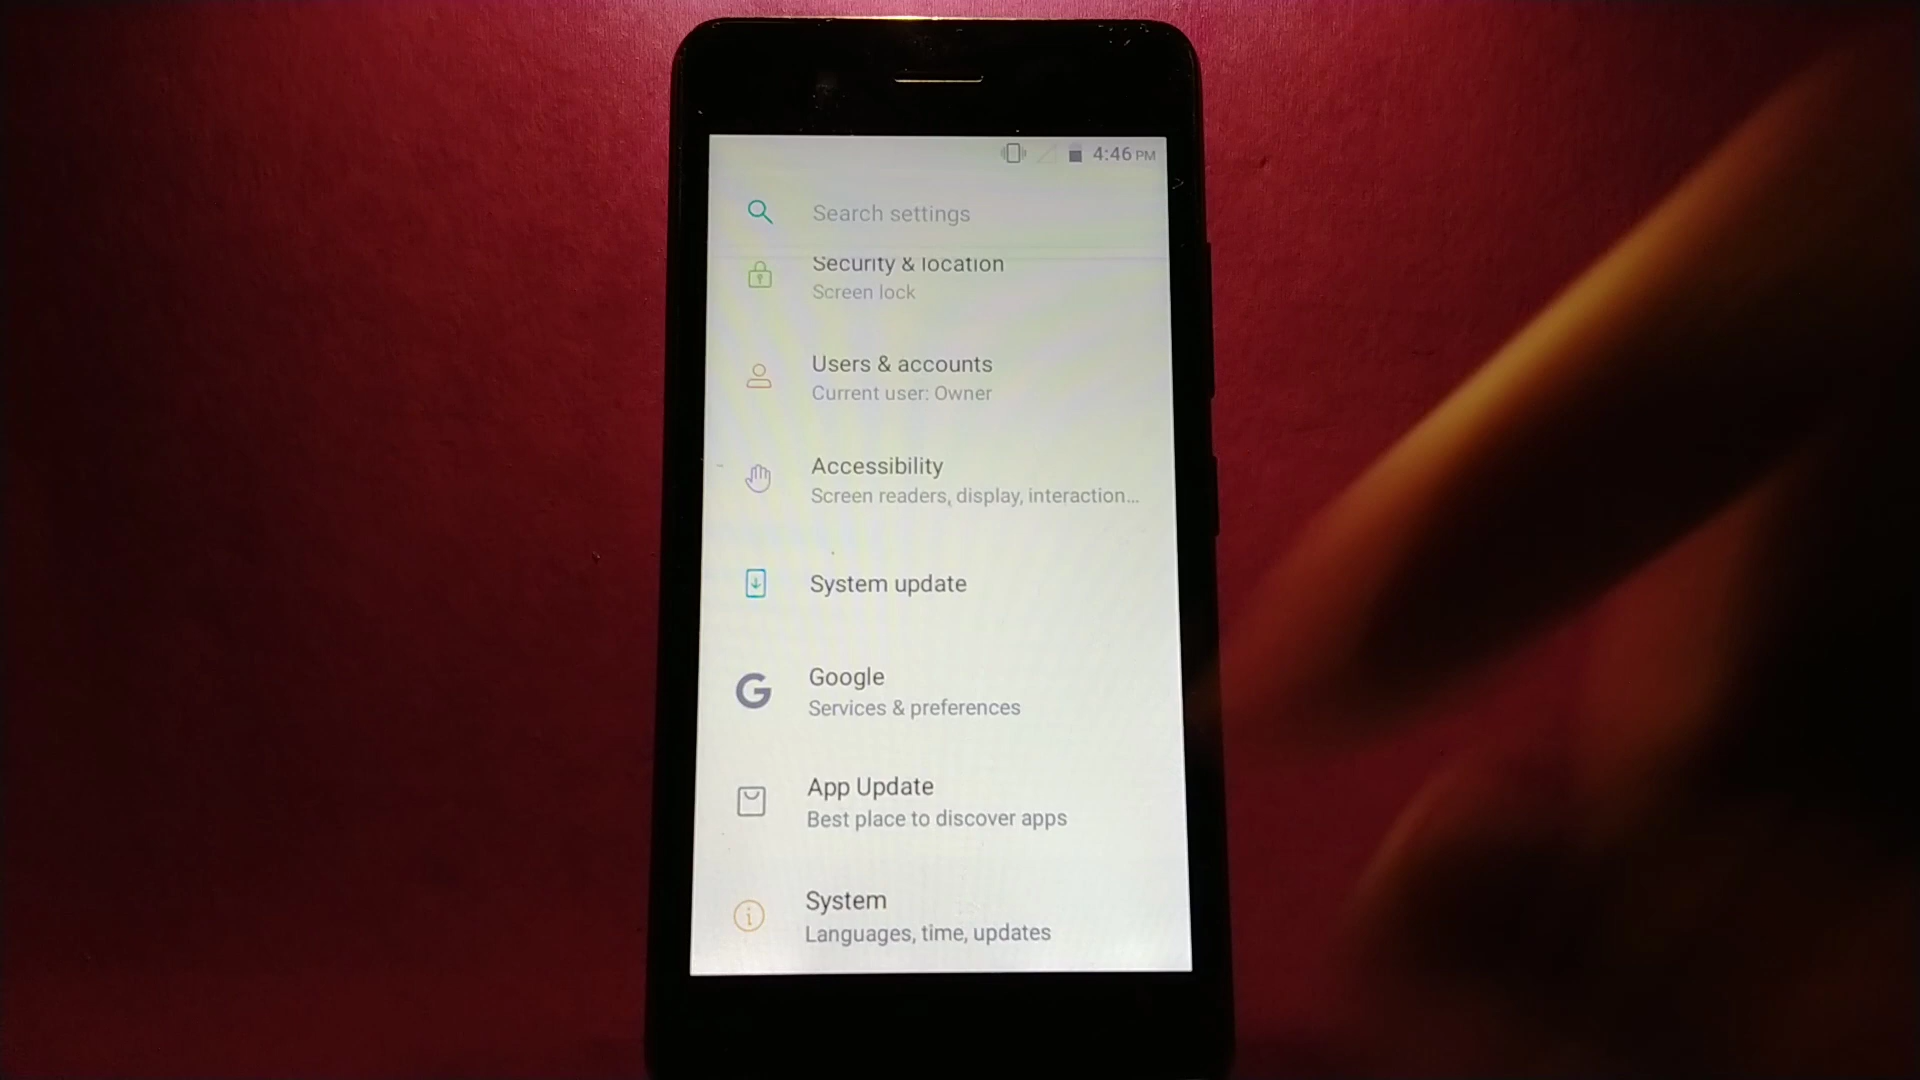 4:46 PM
Search settings
Security & location
Screen lock
Users & accounts
Current user: Owner
Accessibility
Screen readers, display, interaction...
System update
Google
Services & preferences
App Update
Best place to discover apps
System
Languages, time, updates